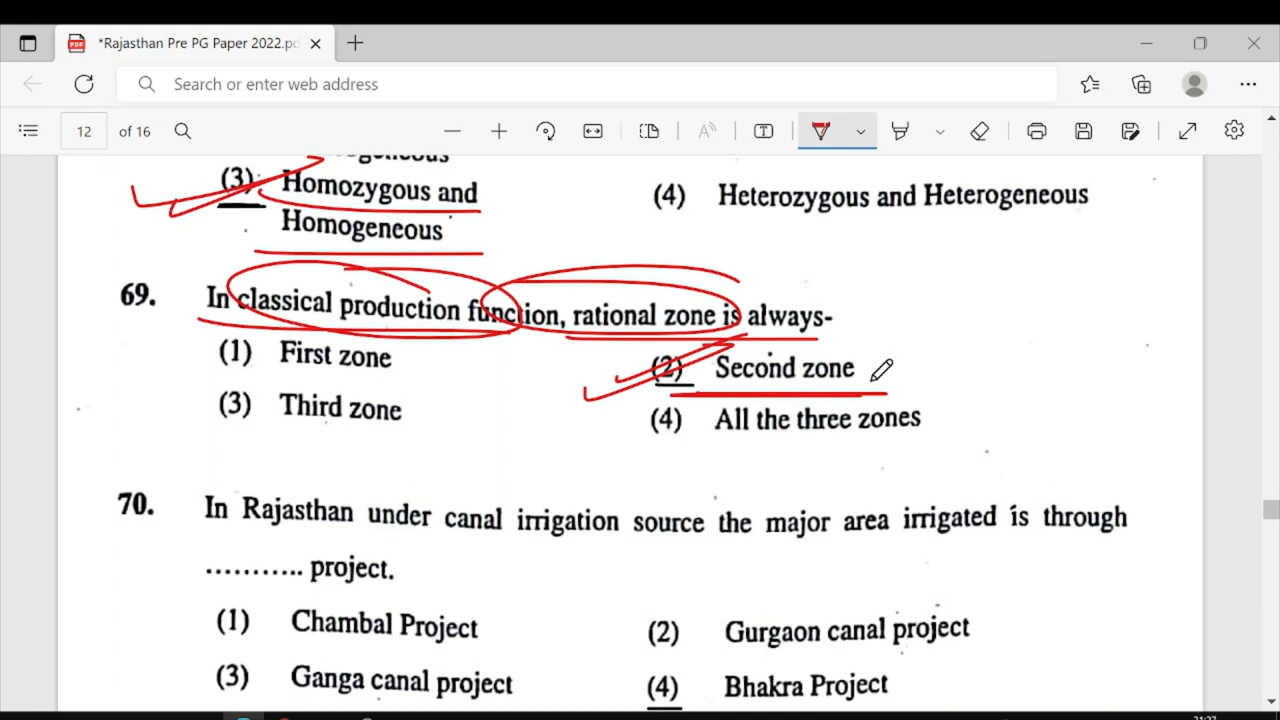 *Rajasthan Pre PG Paper 2022.pd
Search or enter web address
12 of 16
(3) Homozygous and
Homogeneous
(4) Heterozygous and Heterogeneous
69. In classical production function, rational zone is always-
(1) First zone
(2) Second zone
(3) Third zone
(4) All the three zones
70. In Rajasthan under canal irrigation source the major area irrigated is through
........... project.
(1) Chambal Project
(2) Gurgaon canal project
(3) Ganga canal project
(4) Bhakra Project